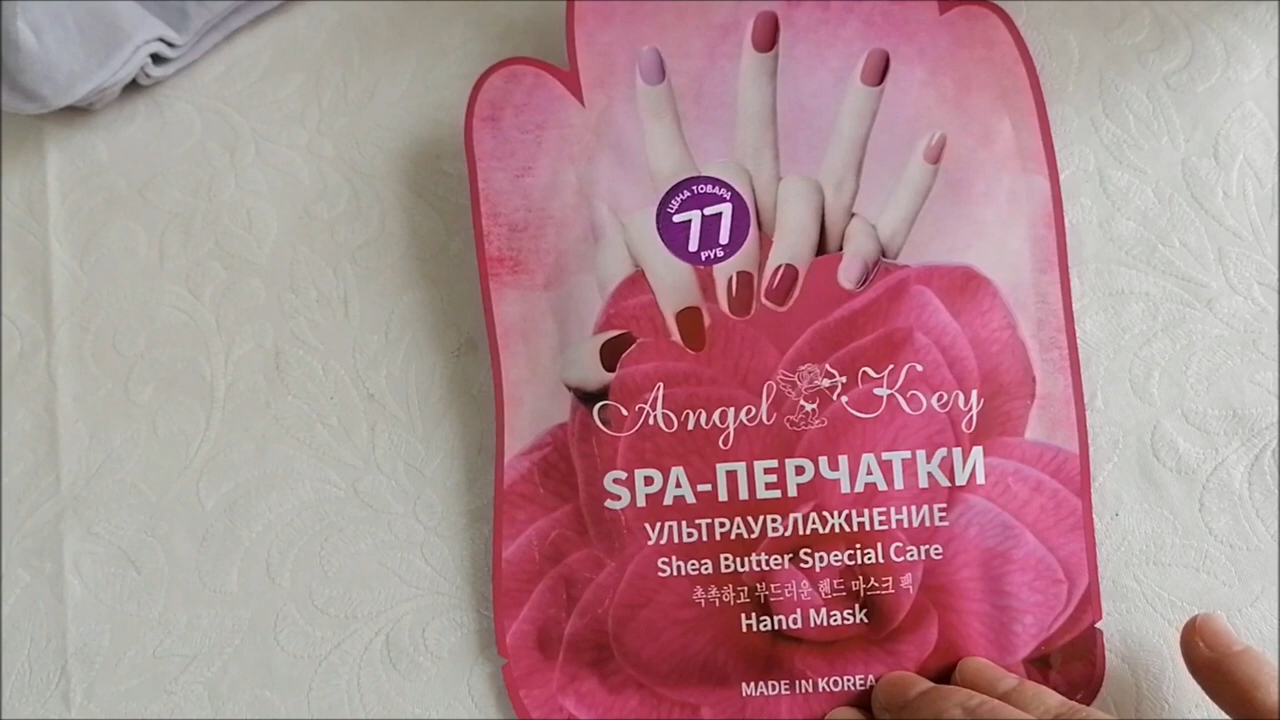 ЦЕНА ТОВАРА
77
РУБ
Angel Key
SPA-ПЕРЧАТКИ
УЛЬТРАУВЛАЖНЕНИЕ
Shea Butter Special Care
촉촉하고 부드러운 핸드 마스크 팩
Hand Mask
MADE IN KOREA